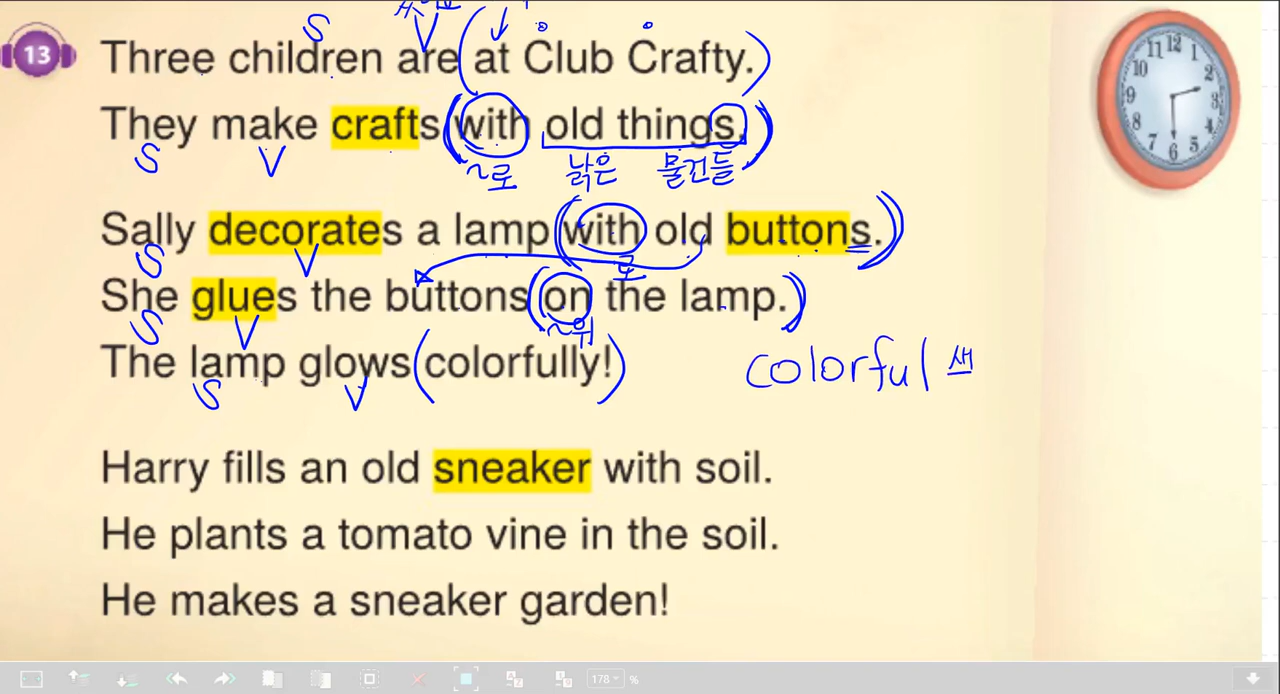 S
13 Three children are at Club Crafty.
They make crafts with old things.
S V ~로 낡은 물건들
Sally decorates a lamp with old buttons.
S V 로
She glues the buttons on the lamp.
S V ~위
The lamp glows (colorfully!) colorful 색
S V
Harry fills an old sneaker with soil.
He plants a tomato vine in the soil.
He makes a sneaker garden!
11 12 1
10 2
9 3
8 4
7 6 5
178 %